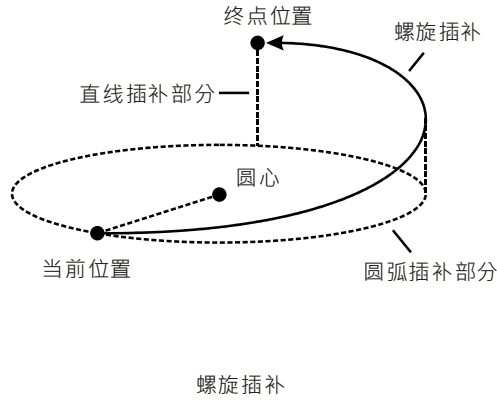 终点位置
螺旋插补
直线插补部分
圆心
当前位置
圆弧插补部分
螺旋插补